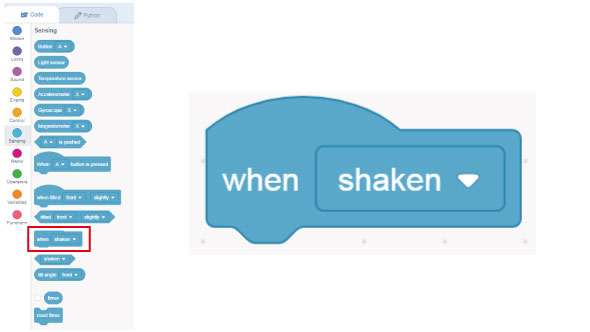 Code
Python
Sensing
Motion
Looks
Sound
Events
Control
Sensing
Radio
Operators
Variables
Functions
Button A
Light sensor
Temperature sensor
Accelerometer X
Gyroscope X
Magnetometer X
A is pushed
When A button is pressed
when tilted front slightly
tilted front slightly
when shaken
shaken
tilt angle front
timer
reset timer
when shaken